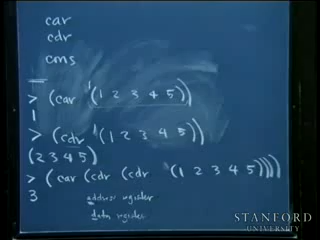 car
cdr
cms
> (car '(1 2 3 4 5))
1
> (cdr '(1 2 3 4 5))
(2 3 4 5)
> (car (cdr (cdr '(1 2 3 4 5))))
3
address register
data register
STANFORD
UNIVERSITY